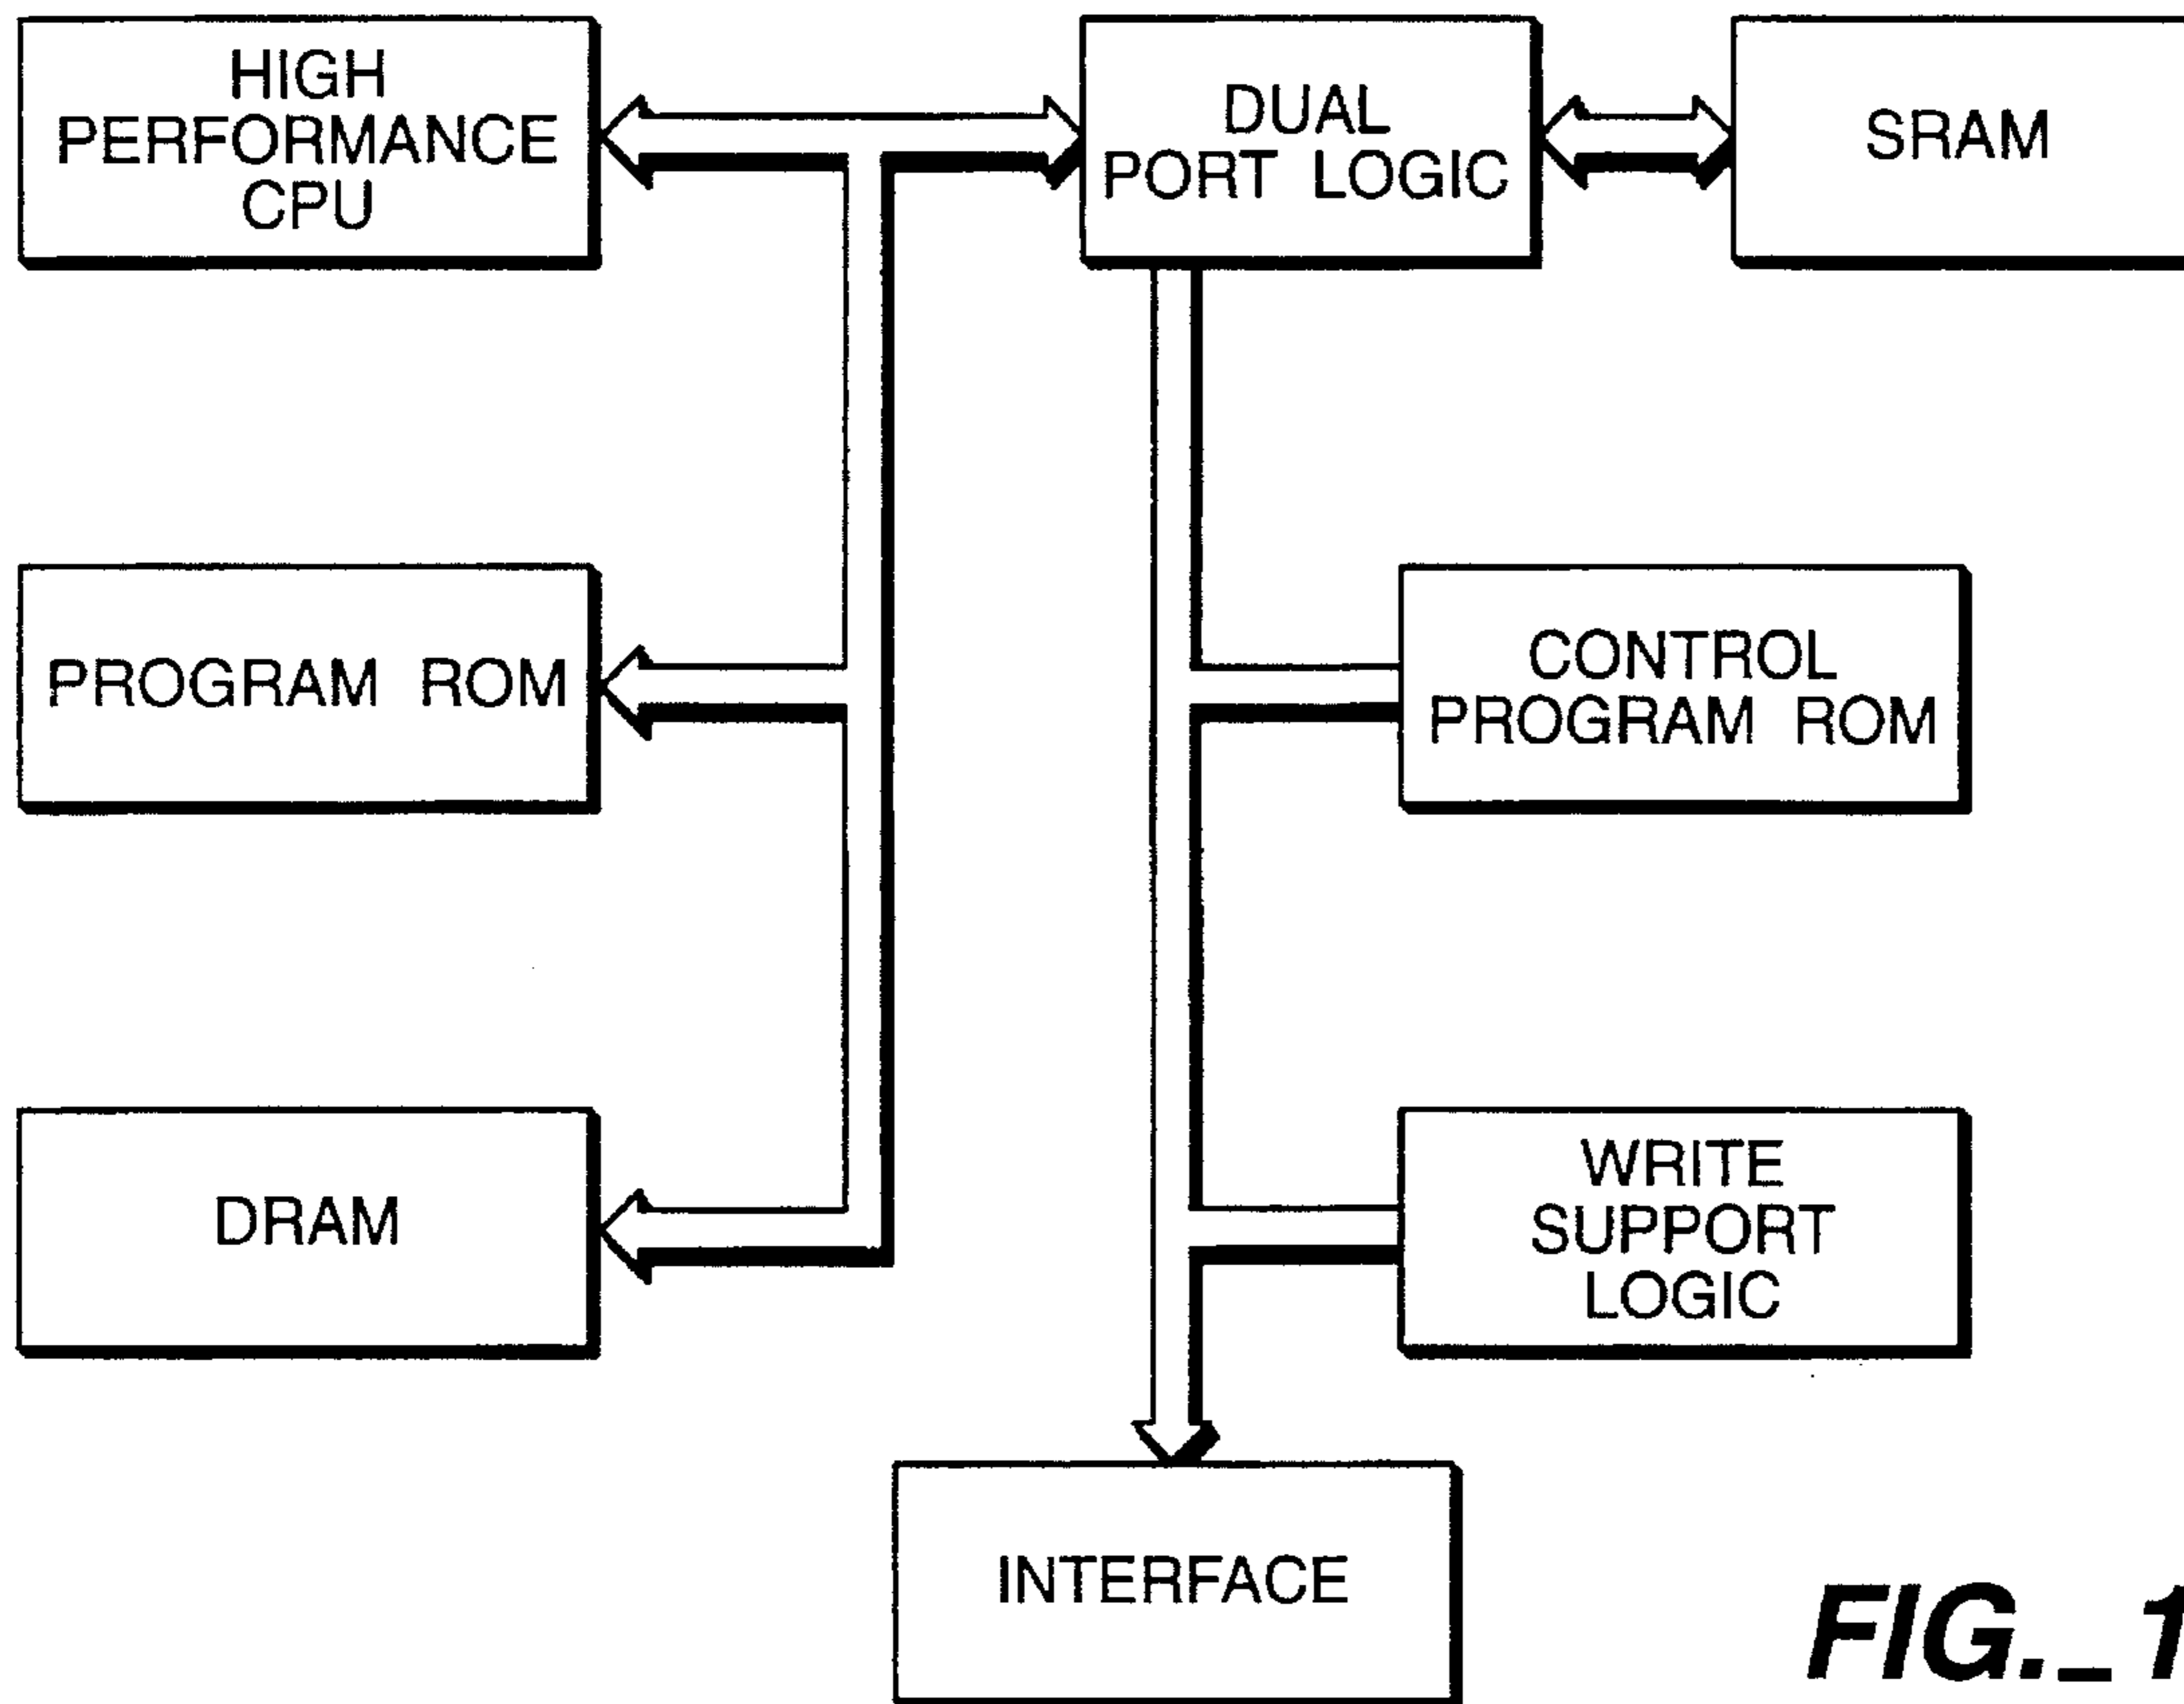 HIGH
PERFORMANCE
CPU
DUAL
PORT LOGIC
SRAM
PROGRAM ROM
CONTROL
PROGRAM ROM
DRAM
WRITE
SUPPORT
LOGIC
INTERFACE
FIG._1